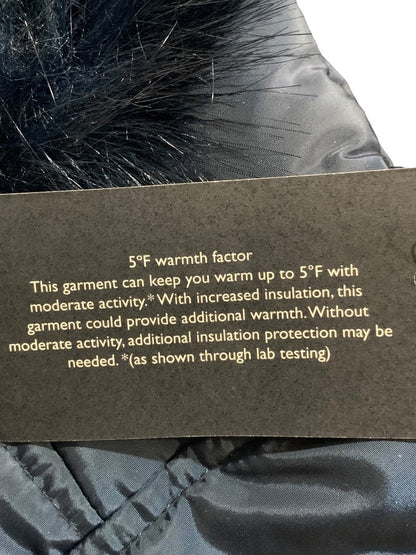 5°F warmth factor
This garment can keep you warm up to 5°F with
moderate activity.* With increased insulation, this
garment could provide additional warmth. Without
moderate activity, additional insulation protection may be
needed. *(as shown through lab testing)